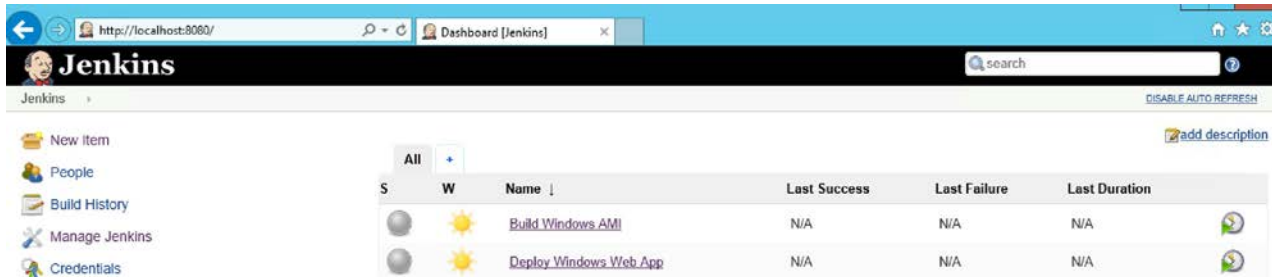 http://localhost:8080/
Dashboard [Jenkins]
Jenkins
search
Jenkins
DISABLE AUTO REFRESH
New Item
add description
People
All +
Build History
S W Name ↓ Last Success Last Failure Last Duration
Manage Jenkins
Build Windows AMI N/A N/A N/A
Credentials
Deploy Windows Web App N/A N/A N/A